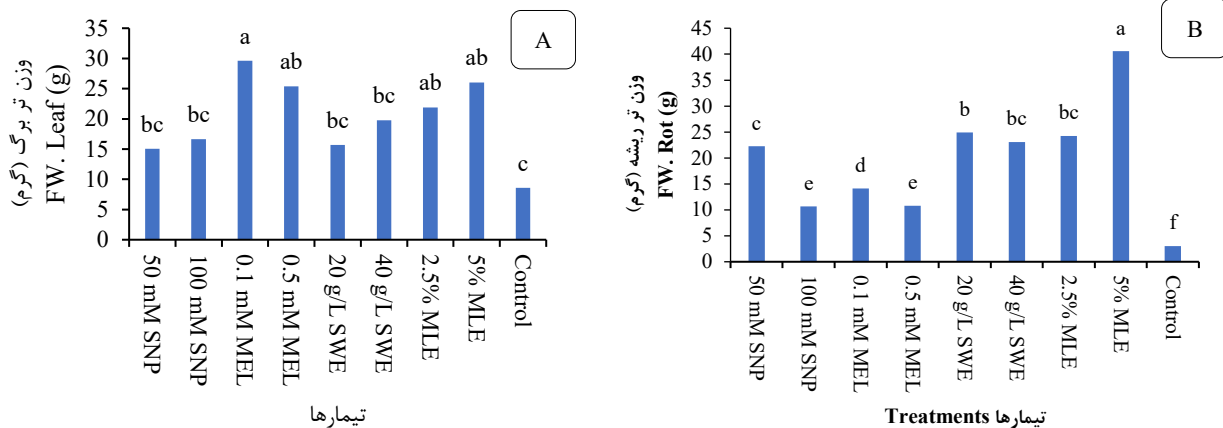 A
وزن تر برگ (گرم)
FW. Leaf (g)
35
30
25
20
15
10
5
0
bc
bc
a
ab
bc
bc
ab
ab
c
50 mM SNP
100 mM SNP
0.1 mM MEL
0.5 mM MEL
20 g/L SWE
40 g/L SWE
2.5% MLE
5% MLE
Control
تیمارها
B
وزن تر ریشه (گرم)
FW. Rot (g)
45
40
35
30
25
20
15
10
5
0
c
e
d
e
b
bc
bc
a
f
50 mM SNP
100 mM SNP
0.1 mM MEL
0.5 mM MEL
20 g/L SWE
40 g/L SWE
2.5% MLE
5% MLE
Control
Treatments تیمارها